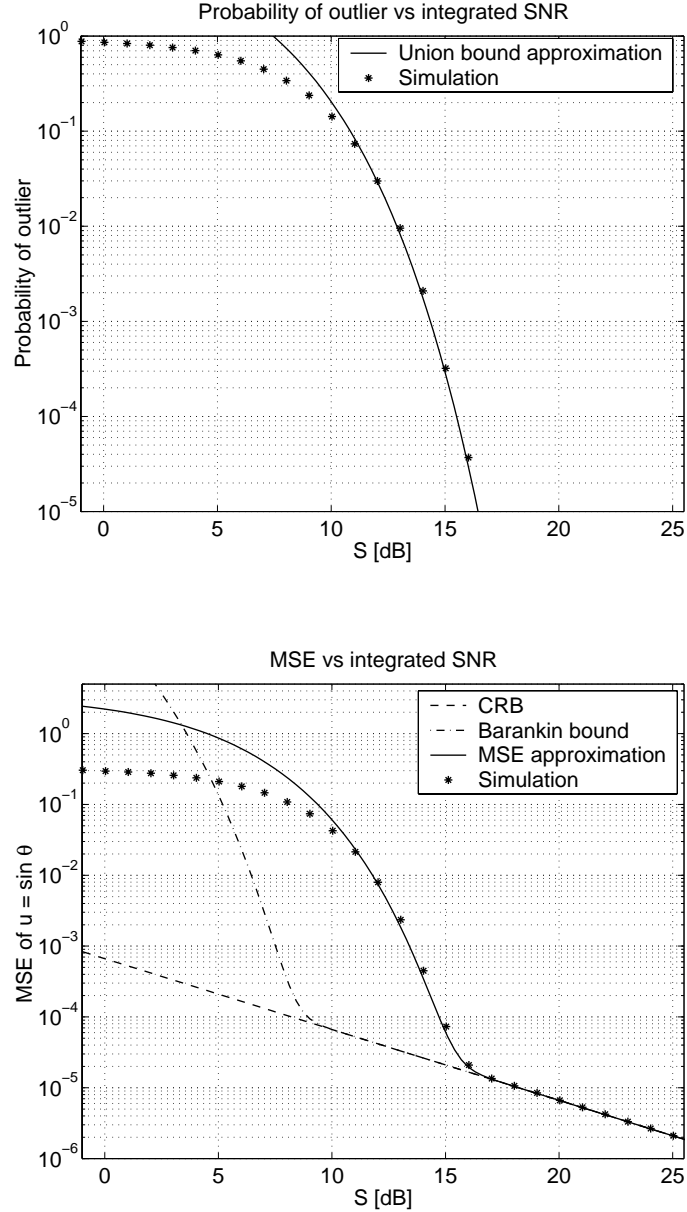 Probability of outlier vs integrated SNR
Union bound approximation
Simulation
10^0
10^-1
10^-2
10^-3
10^-4
10^-5
Probability of outlier
0 5 10 15 20 25
S [dB]
MSE vs integrated SNR
CRB
Barankin bound
MSE approximation
Simulation
10^0
10^-1
10^-2
10^-3
10^-4
10^-5
10^-6
MSE of u = sin θ
0 5 10 15 20 25
S [dB]